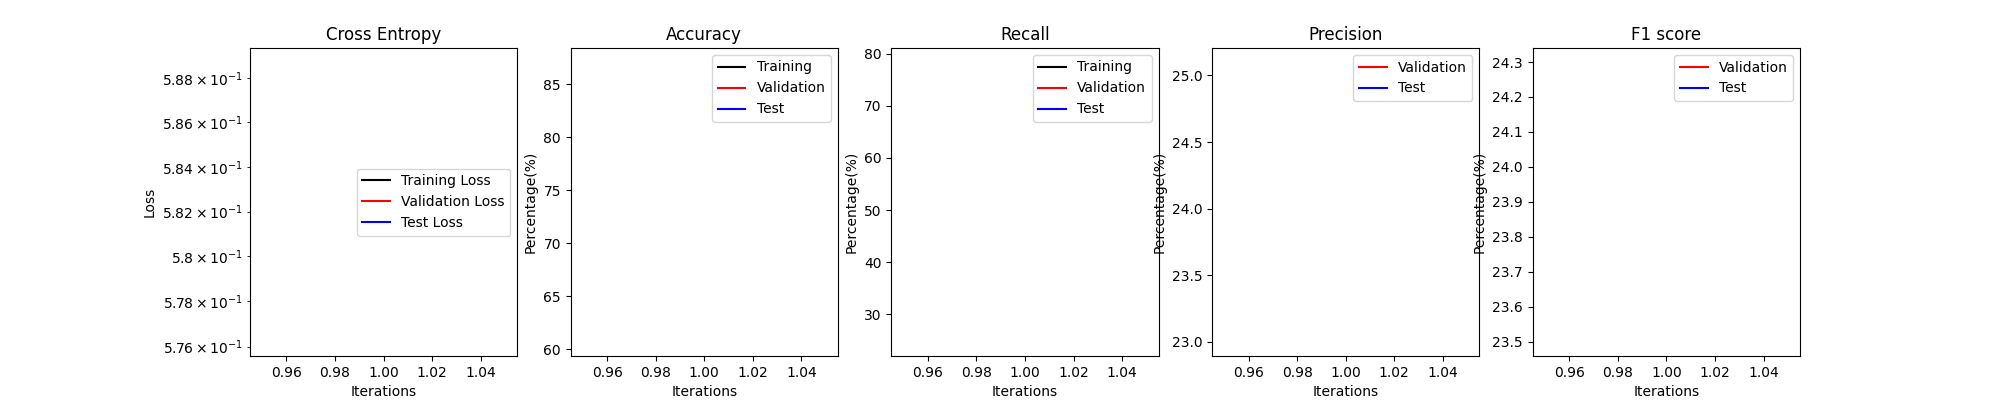 Cross Entropy
5.88 × 10⁻¹
5.86 × 10⁻¹
5.84 × 10⁻¹
5.82 × 10⁻¹
5.8 × 10⁻¹
5.78 × 10⁻¹
5.76 × 10⁻¹
Loss
Training Loss
Validation Loss
Test Loss
0.96 0.98 1.00 1.02 1.04
Iterations
Accuracy
85
80
75
70
65
60
Percentage(%)
Training
Validation
Test
0.96 0.98 1.00 1.02 1.04
Iterations
Recall
80
70
60
50
40
30
Percentage(%)
Training
Validation
Test
0.96 0.98 1.00 1.02 1.04
Iterations
Precision
25.0
24.5
24.0
23.5
23.0
Percentage(%)
Validation
Test
0.96 0.98 1.00 1.02 1.04
Iterations
F1 score
24.3
24.2
24.1
24.0
23.9
23.8
23.7
23.6
23.5
Percentage(%)
Validation
Test
0.96 0.98 1.00 1.02 1.04
Iterations